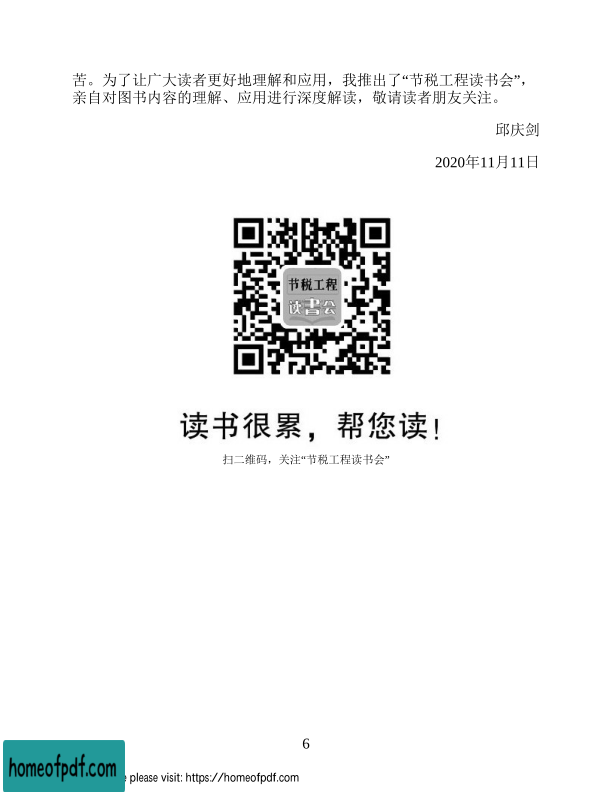 苦。为了让广大读者更好地理解和应用，我推出了“节税工程读书会”，
亲自对图书内容的理解、应用进行深度解读，敬请读者朋友关注。
邱庆剑
2020年11月11日
节税工程
读书会
读书很累，帮您读！
扫二维码，关注“节税工程读书会”
6
homeofpdf.com
please visit: https://homeofpdf.com